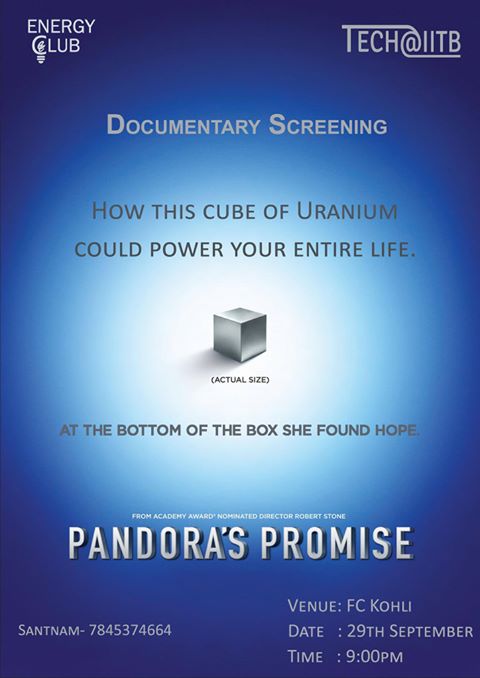 ENERGY
CLUB
TECH@IITB
DOCUMENTARY SCREENING
HOW THIS CUBE OF URANIUM
COULD POWER YOUR ENTIRE LIFE.
(ACTUAL SIZE)
AT THE BOTTOM OF THE BOX SHE FOUND HOPE.
FROM ACADEMY AWARD® NOMINATED DIRECTOR ROBERT STONE
PANDORA'S PROMISE
SANTNAM- 7845374664
VENUE: FC KOHLI
DATE : 29TH SEPTEMBER
TIME : 9:00PM